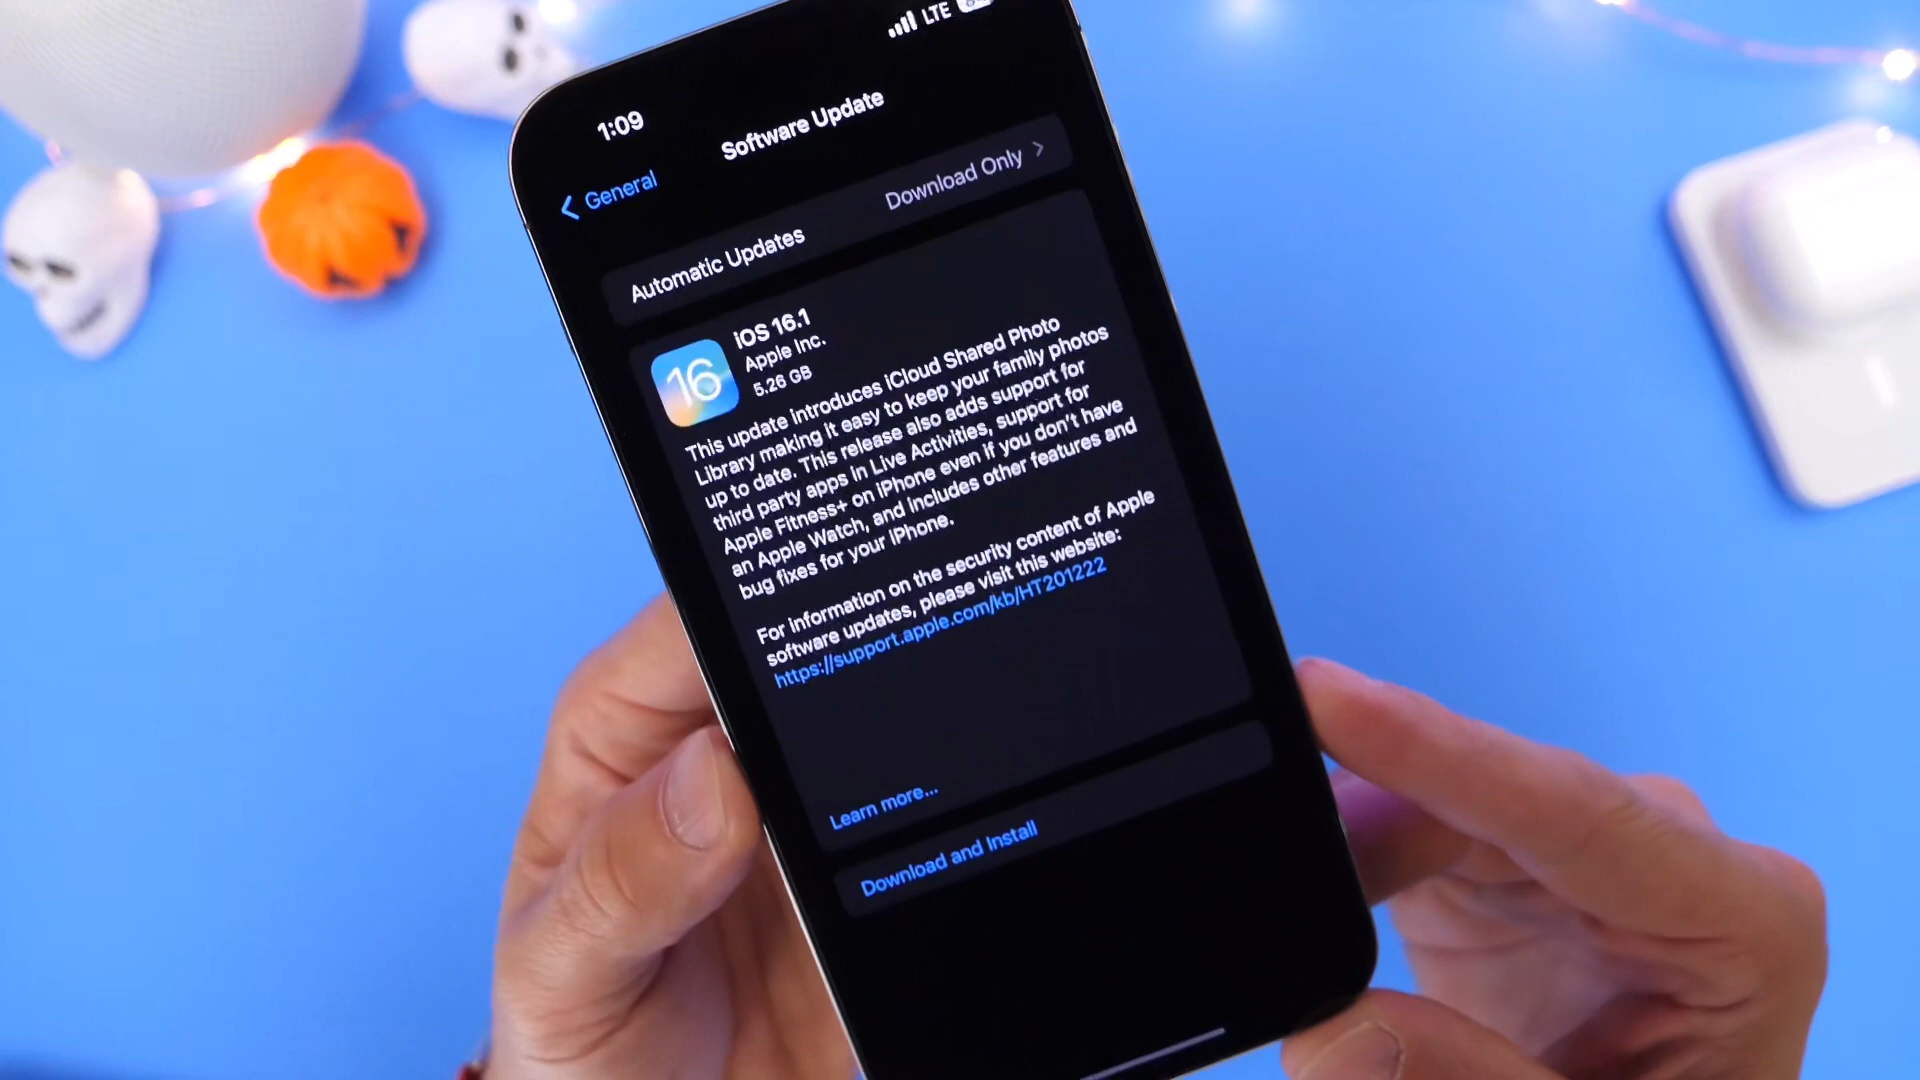 1:09
LTE
General
Software Update
Automatic Updates
Download Only
16
iOS 16.1
Apple Inc.
5.26 GB
This update introduces iCloud Shared Photo
Library making it easy to keep your family photos
up to date. This release also adds support for
third party apps in Live Activities, support for
Apple Fitness+ on iPhone even if you don't have
an Apple Watch, and includes other features and
bug fixes for your iPhone.
For information on the security content of Apple
software updates, please visit this website:
https://support.apple.com/kb/HT201222
Learn more...
Download and Install